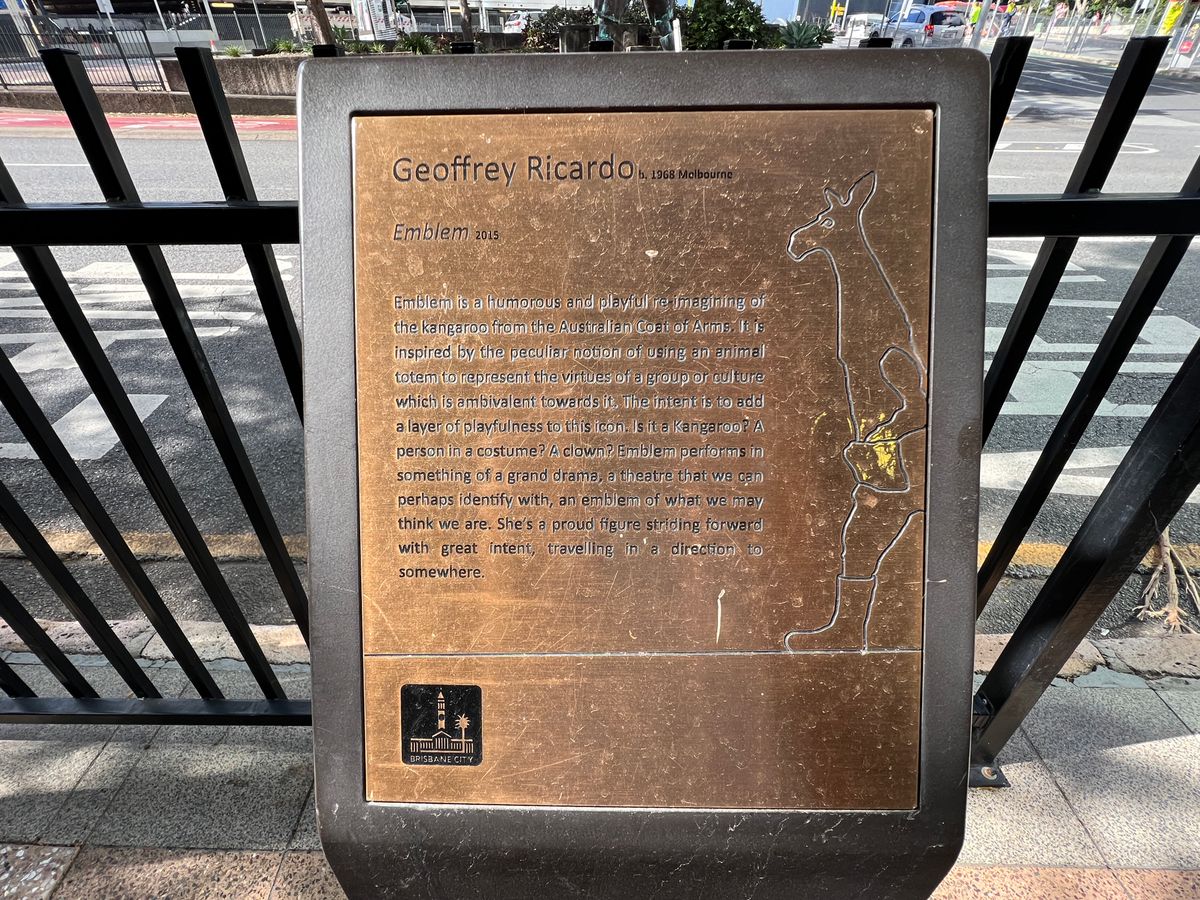 Geoffrey Ricardo b. 1968 Melbourne
Emblem 2015
Emblem is a humorous and playful re-imagining of
the kangaroo from the Australian Coat of Arms. It is
inspired by the peculiar notion of using an animal
totem to represent the virtues of a group or culture
which is ambivalent towards it. The intent is to add
a layer of playfulness to this icon. Is it a Kangaroo? A
person in a costume? A clown? Emblem performs in
something of a grand drama, a theatre that we can
perhaps identify with, an emblem of what we may
think we are. She's a proud figure striding forward
with great intent, travelling in a direction to
somewhere.
BRISBANE CITY